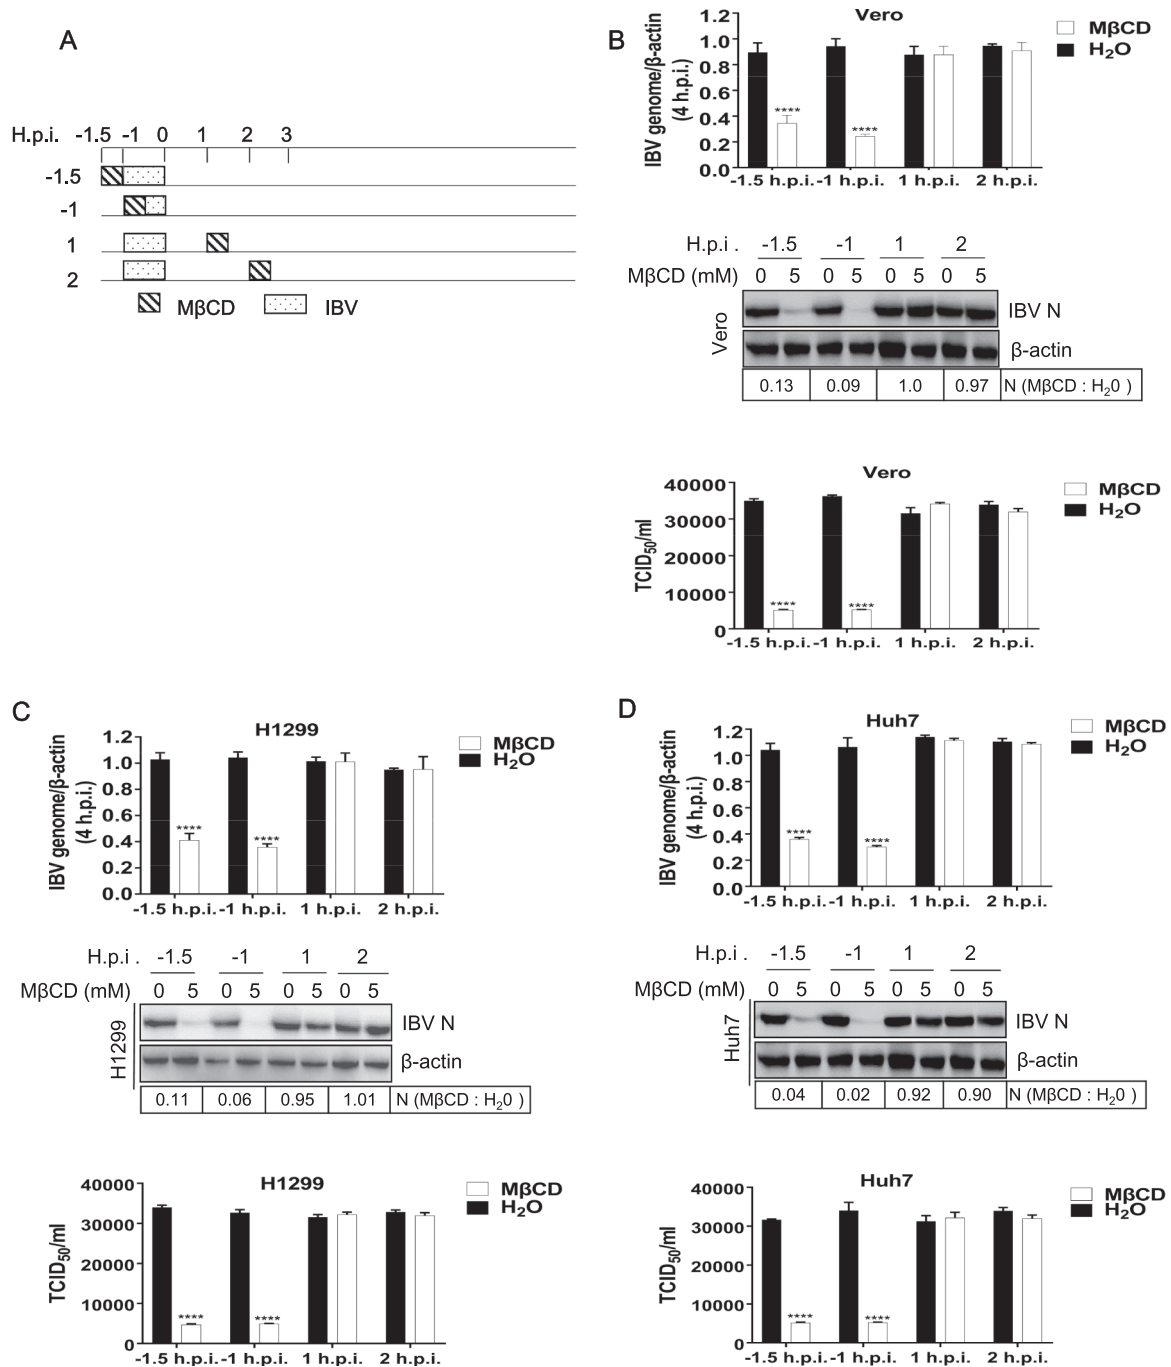 A
H.p.i. -1.5 -1 0 1 2 3
-1.5
-1
1
2
MβCD IBV
B
Vero
IBV genome/β-actin
(4 h.p.i.)
1.2
1.0
0.8
0.6
0.4
0.2
0.0
**** ****
-1.5 h.p.i. -1 h.p.i. 1 h.p.i. 2 h.p.i.
MβCD
H2O
H.p.i . -1.5 -1 1 2
MβCD (mM) 0 5 0 5 0 5 0 5
Vero
IBV N
β-actin
0.13 0.09 1.0 0.97 N (MβCD : H20 )
Vero
TCID50/ml
40000
30000
20000
10000
0
**** ****
-1.5 h.p.i. -1 h.p.i. 1 h.p.i. 2 h.p.i.
MβCD
H2O
C
H1299
IBV genome/β-actin
(4 h.p.i.)
1.2
1.0
0.8
0.6
0.4
0.2
0.0
**** ****
-1.5 h.p.i. -1 h.p.i. 1 h.p.i. 2 h.p.i.
MβCD
H2O
H.p.i . -1.5 -1 1 2
MβCD (mM) 0 5 0 5 0 5 0 5
H1299
IBV N
β-actin
0.11 0.06 0.95 1.01 N (MβCD : H20 )
H1299
TCID50/ml
40000
30000
20000
10000
0
**** ****
-1.5 h.p.i. -1 h.p.i. 1 h.p.i. 2 h.p.i.
MβCD
H2O
D
Huh7
IBV genome/β-actin
(4 h.p.i.)
1.2
1.0
0.8
0.6
0.4
0.2
0.0
**** ****
-1.5 h.p.i. -1 h.p.i. 1 h.p.i. 2 h.p.i.
MβCD
H2O
H.p.i . -1.5 -1 1 2
MβCD (mM) 0 5 0 5 0 5 0 5
Huh7
IBV N
β-actin
0.04 0.02 0.92 0.90 N (MβCD : H20 )
Huh7
TCID50/ml
40000
30000
20000
10000
0
**** ****
-1.5 h.p.i. -1 h.p.i. 1 h.p.i. 2 h.p.i.
MβCD
H2O